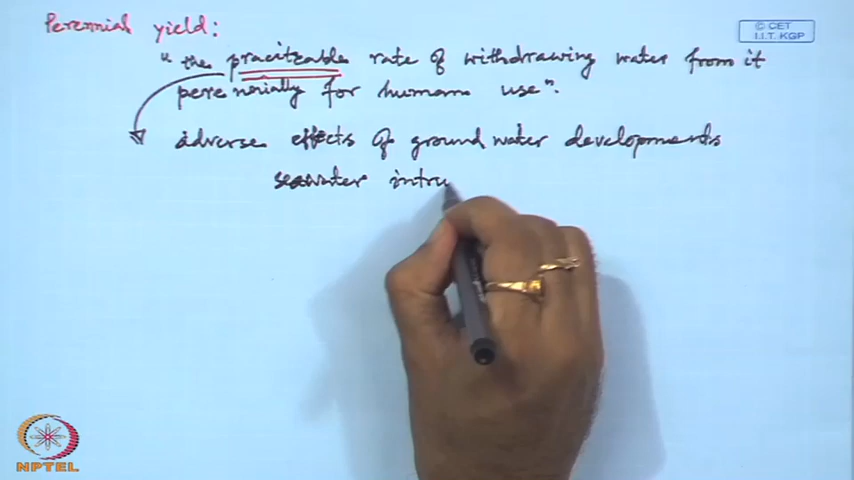 Perennial yield:
© CET
I.I.T. KGP
"the praciteable rate of withdrawing water from it
perennially for human use".
adverse effects of ground water developments
seawater intru
NPTEL